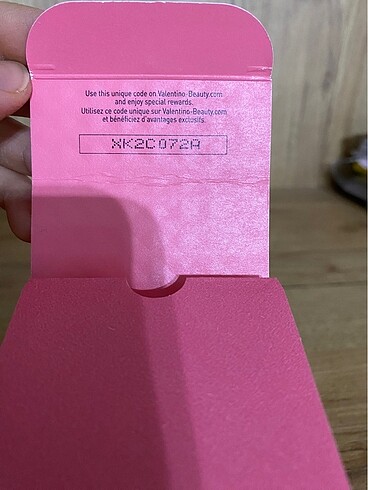 Use this unique code on Valentino-Beauty.com
and enjoy special rewards.
Utilisez ce code unique sur Valentino-Beauty.com
et bénéficiez d'avantages exclusifs.
XK2C072A